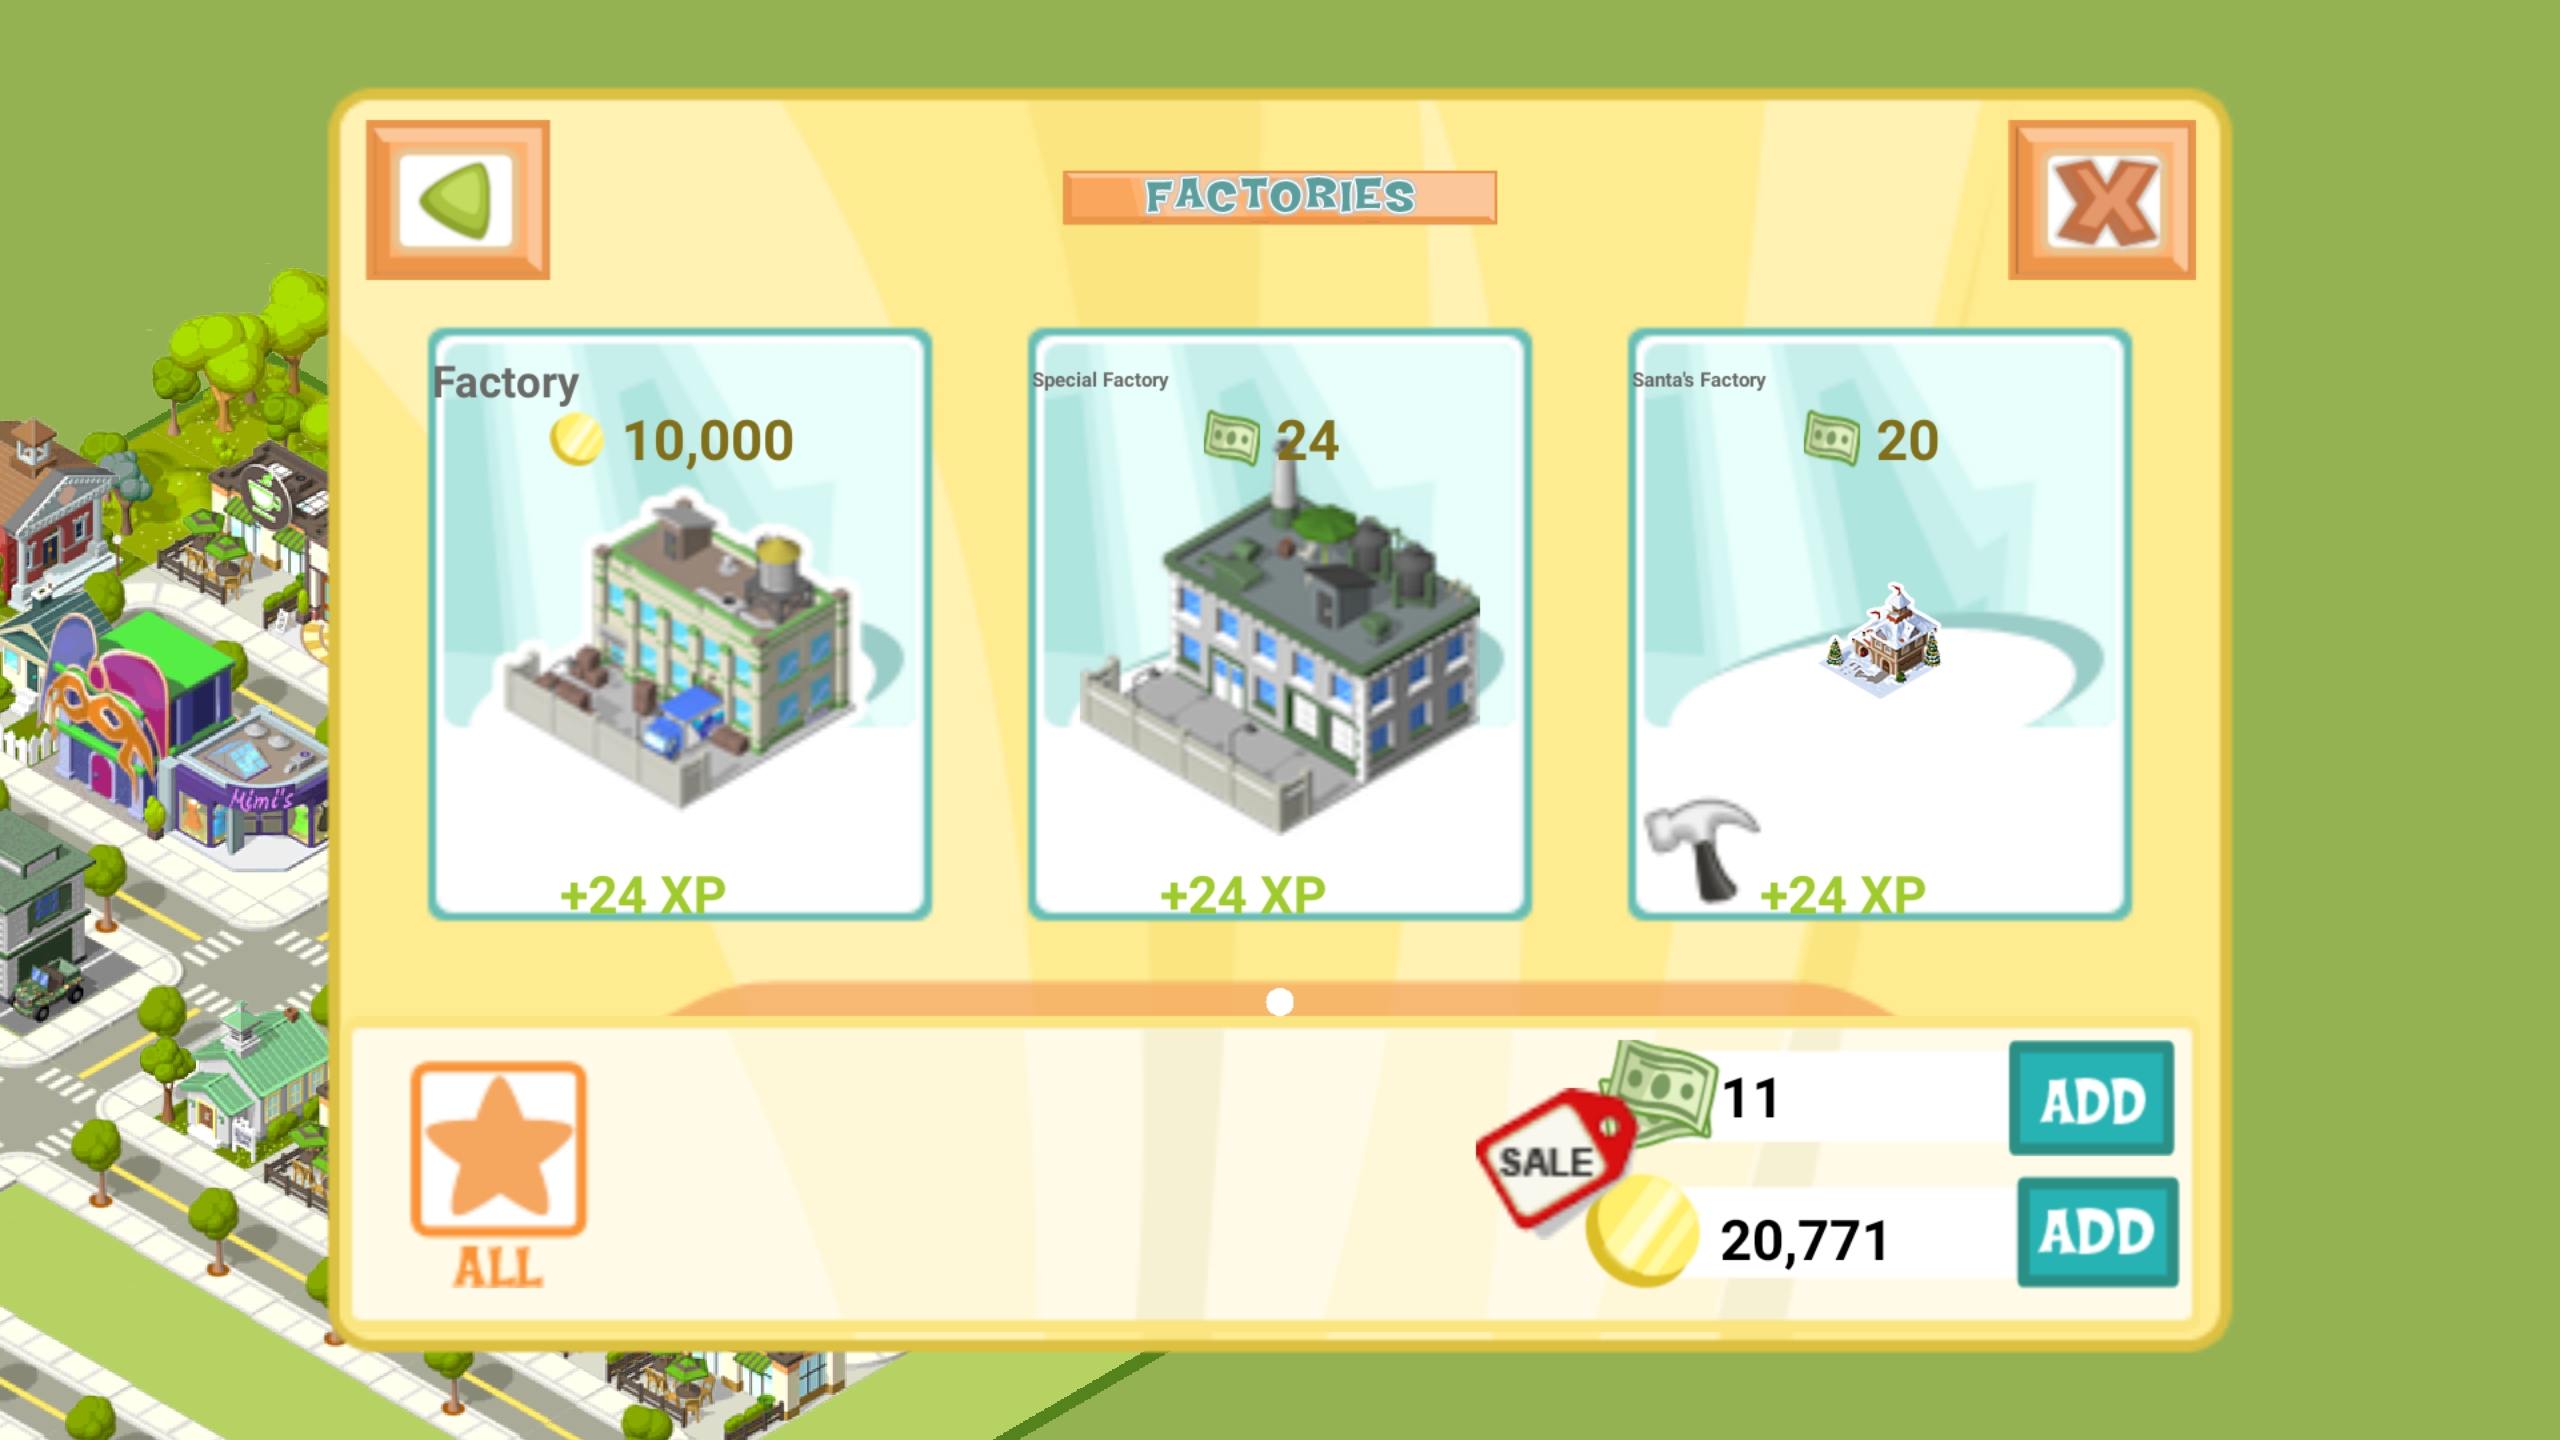 FACTORIES
Factory
10,000
+24 XP
Special Factory
24
+24 XP
Santa's Factory
20
+24 XP
Mimi's
ALL
SALE
11
ADD
20,771
ADD